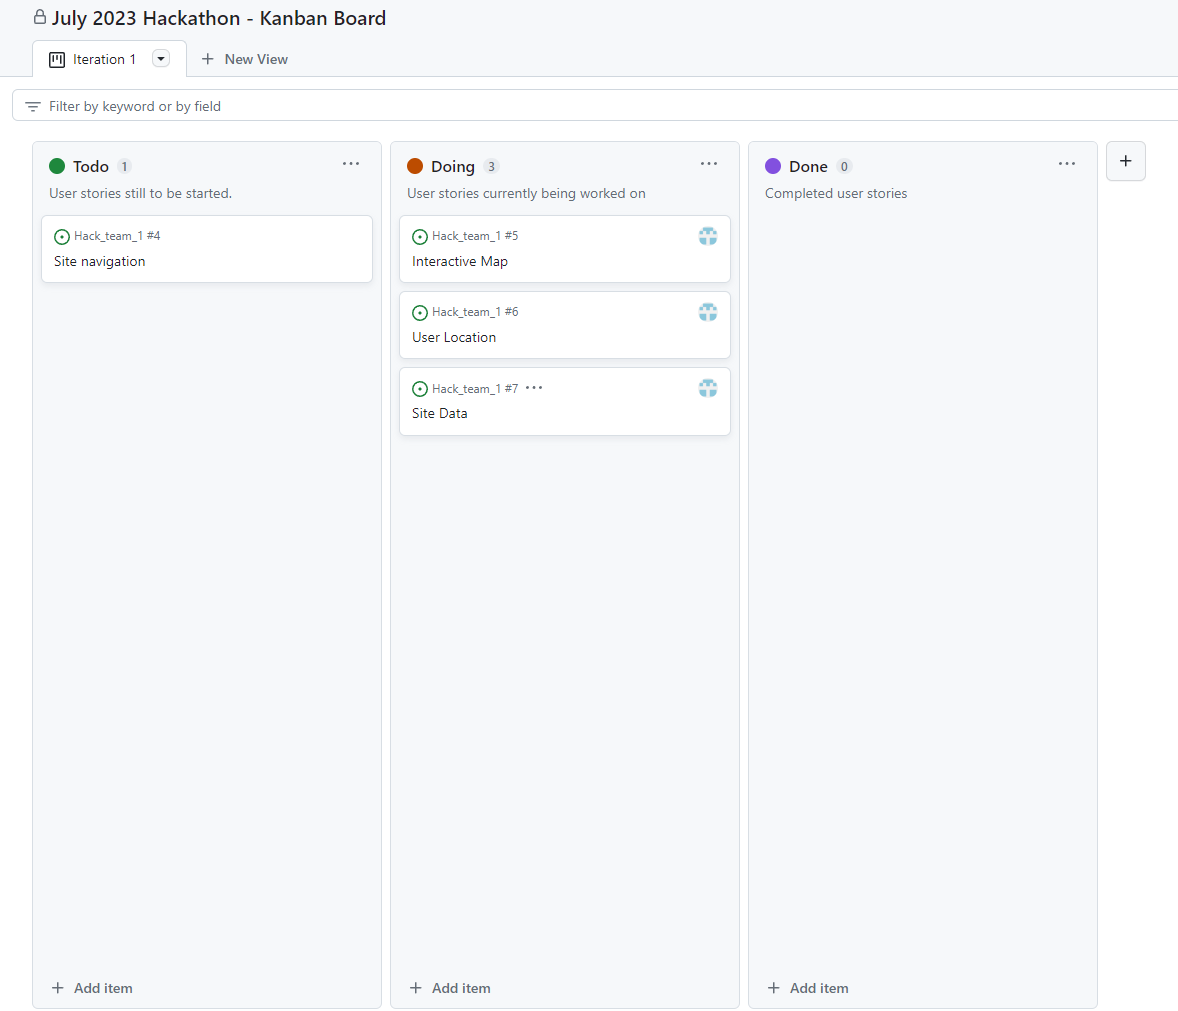 July 2023 Hackathon - Kanban Board
Iteration 1
New View
Filter by keyword or by field
Todo 1
User stories still to be started.
Hack_team_1 #4
Site navigation
Add item
Doing 3
User stories currently being worked on
Hack_team_1 #5
Interactive Map
Hack_team_1 #6
User Location
Hack_team_1 #7
Site Data
Add item
Done 0
Completed user stories
Add item